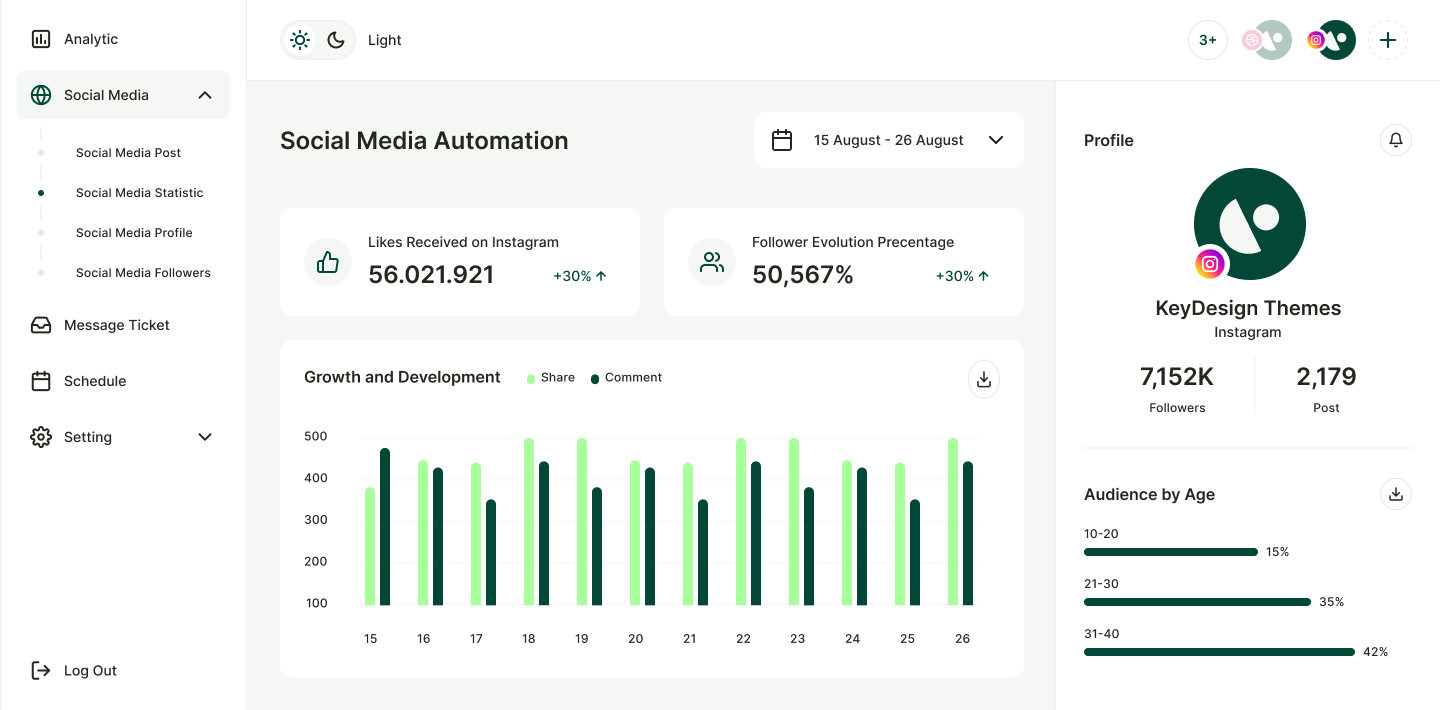 Analytic
Social Media
Social Media Post
Social Media Statistic
Social Media Profile
Social Media Followers
Message Ticket
Schedule
Setting
Log Out
Light
3+
Social Media Automation
15 August - 26 August
Likes Received on Instagram
56.021.921
+30%
Follower Evolution Precentage
50,567%
+30%
Growth and Development
Share
Comment
500
400
300
200
100
15 16 17 18 19 20 21 22 23 24 25 26
Profile
KeyDesign Themes
Instagram
7,152K
Followers
2,179
Post
Audience by Age
10-20
15%
21-30
35%
31-40
42%